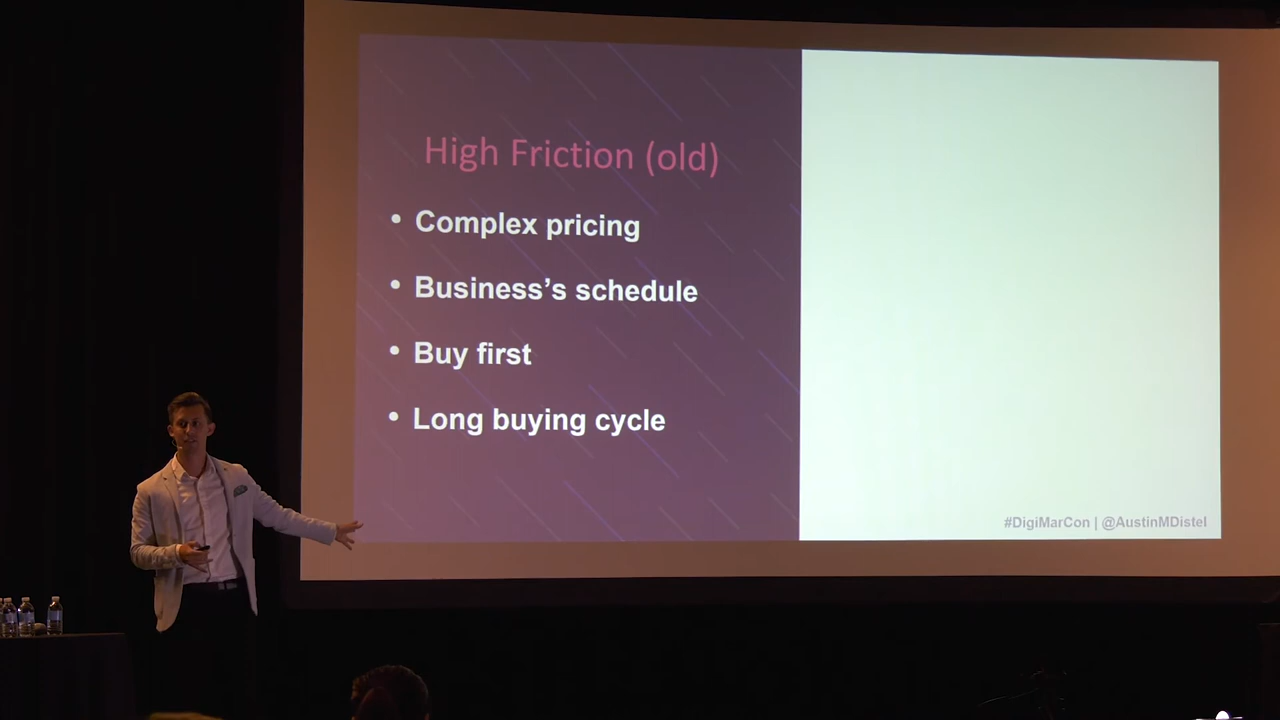 High Friction (old)
• Complex pricing
• Business’s schedule
• Buy first
• Long buying cycle
#DigiMarCon | @AustinMDistel